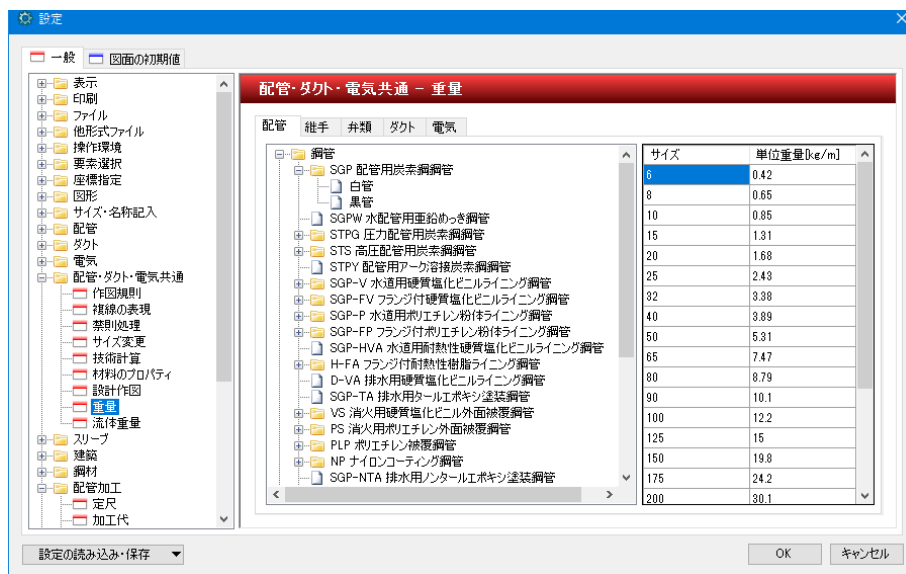 設定
一般
図面の初期値
表示
印刷
ファイル
他形式ファイル
操作環境
要素選択
座標指定
図形
サイズ・名称記入
配管
ダクト
電気
配管・ダクト・電気共通
作図規則
複線の表現
禁則処理
サイズ変更
技術計算
材料のプロパティ
設計作図
重量
流体重量
スリーブ
建築
鋼材
配管加工
定尺
加工代
配管・ダクト・電気共通 - 重量
配管 継手 弁類 ダクト 電気
鋼管
SGP 配管用炭素鋼鋼管
白管
黒管
SGPW 水配管用亜鉛めっき鋼管
STPG 圧力配管用炭素鋼鋼管
STS 高圧配管用炭素鋼鋼管
STPY 配管用アーク溶接炭素鋼鋼管
SGP-V 水道用硬質塩化ビニルライニング鋼管
SGP-FV フランジ付硬質塩化ビニルライニング鋼管
SGP-P 水道用ポリエチレン粉体ライニング鋼管
SGP-FP フランジ付ポリエチレン粉体ライニング鋼管
SGP-HVA 水道用耐熱性硬質塩化ビニルライニング鋼管
H-FA フランジ付耐熱性樹脂ライニング鋼管
D-VA 排水用硬質塩化ビニルライニング鋼管
SGP-TA 排水用タールエポキシ塗装鋼管
VS 消火用硬質塩化ビニル外面被覆鋼管
PS 消火用ポリエチレン外面被覆鋼管
PLP ポリエチレン被覆鋼管
NP ナイロンコーティング鋼管
SGP-NTA 排水用ノンタールエポキシ塗装鋼管
サイズ 単位重量[kg/m]
6 0.42
8 0.65
10 0.85
15 1.31
20 1.68
25 2.43
32 3.38
40 3.89
50 5.31
65 7.47
80 8.79
90 10.1
100 12.2
125 15
150 19.8
175 24.2
200 30.1
設定の読み込み・保存
OK
キャンセル